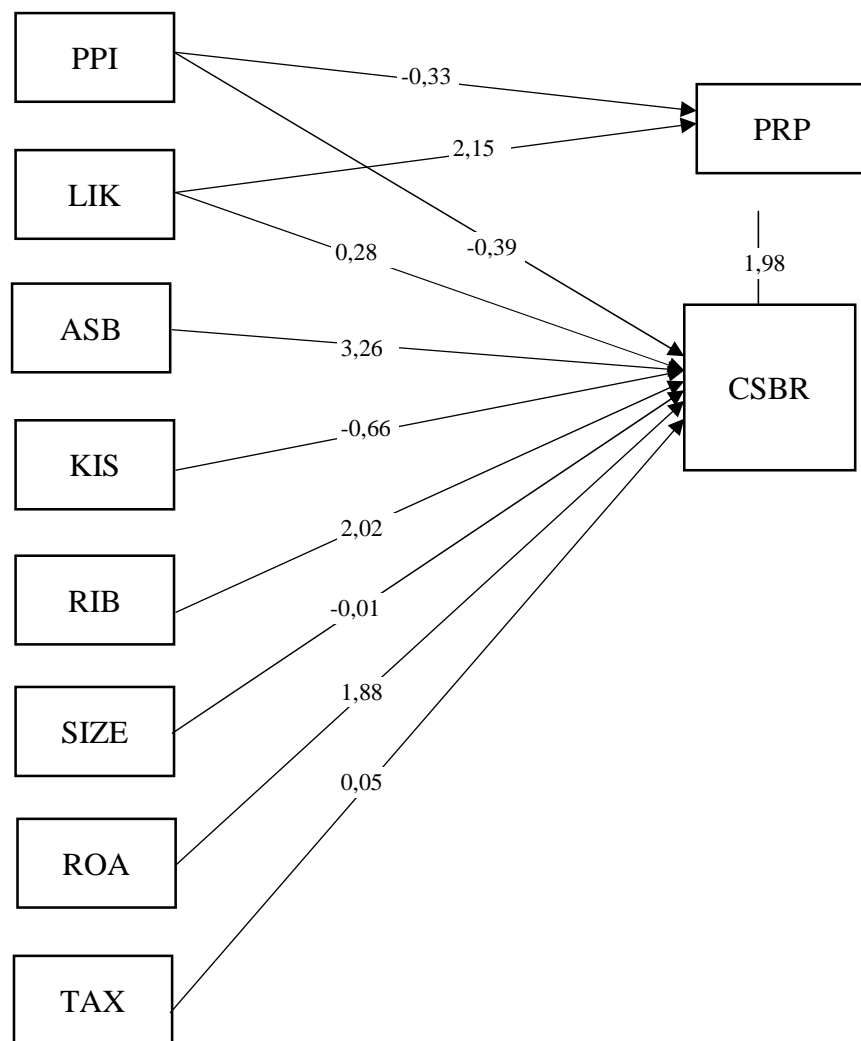 PPI
-0,33
PRP
LIK
2,15
-0,39
0,28
1,98
ASB
3,26
CSBR
KIS
-0,66
RIB
2,02
-0,01
SIZE
1,88
0,05
ROA
TAX